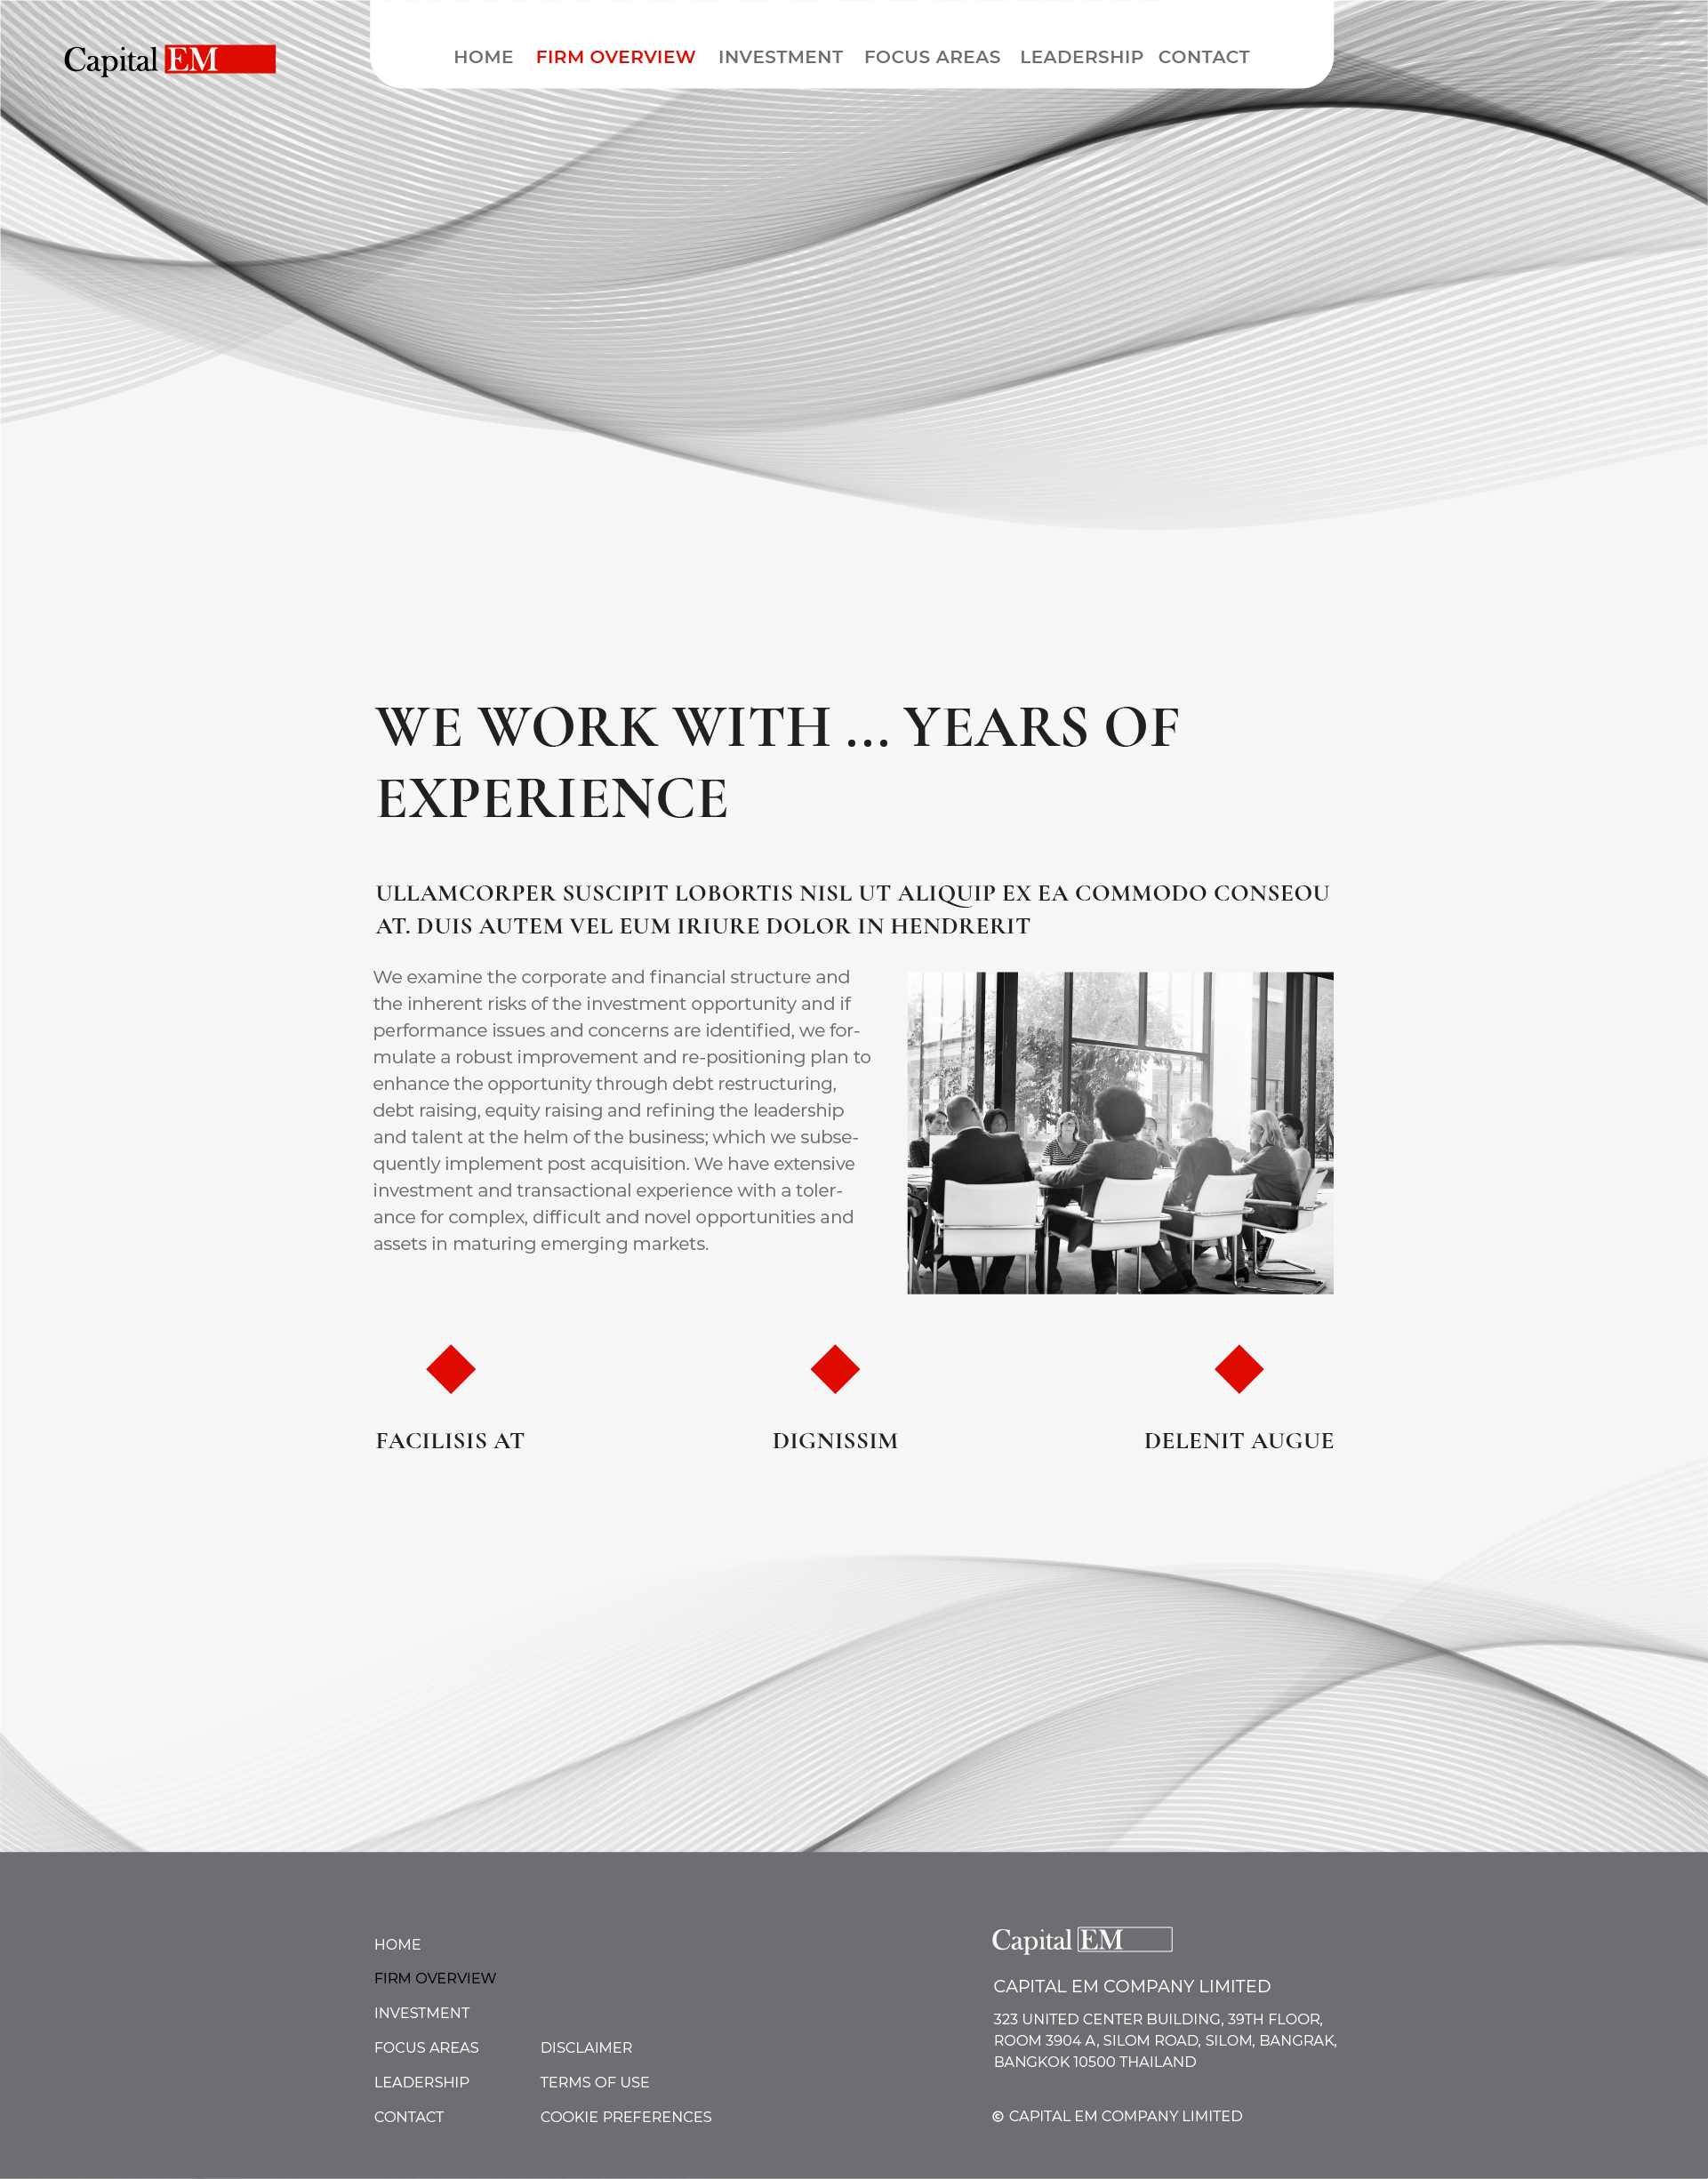 Capital EM
HOME FIRM OVERVIEW INVESTMENT FOCUS AREAS LEADERSHIP CONTACT
WE WORK WITH ... YEARS OF
EXPERIENCE
ULLAMCORPER SUSCIPIT LOBORTIS NISL UT ALIQUIP EX EA COMMODO CONSEOU
AT. DUIS AUTEM VEL EUM IRIURE DOLOR IN HENDRERIT
We examine the corporate and financial structure and
the inherent risks of the investment opportunity and if
performance issues and concerns are identified, we for-
mulate a robust improvement and re-positioning plan to
enhance the opportunity through debt restructuring,
debt raising, equity raising and refining the leadership
and talent at the helm of the business; which we subse-
quently implement post acquisition. We have extensive
investment and transactional experience with a toler-
ance for complex, difficult and novel opportunities and
assets in maturing emerging markets.
FACILISIS AT
DIGNISSIM
DELENIT AUGUE
HOME
FIRM OVERVIEW
INVESTMENT
FOCUS AREAS
LEADERSHIP
CONTACT
DISCLAIMER
TERMS OF USE
COOKIE PREFERENCES
Capital EM
CAPITAL EM COMPANY LIMITED
323 UNITED CENTER BUILDING, 39TH FLOOR,
ROOM 3904 A, SILOM ROAD, SILOM, BANGRAK,
BANGKOK 10500 THAILAND
© CAPITAL EM COMPANY LIMITED